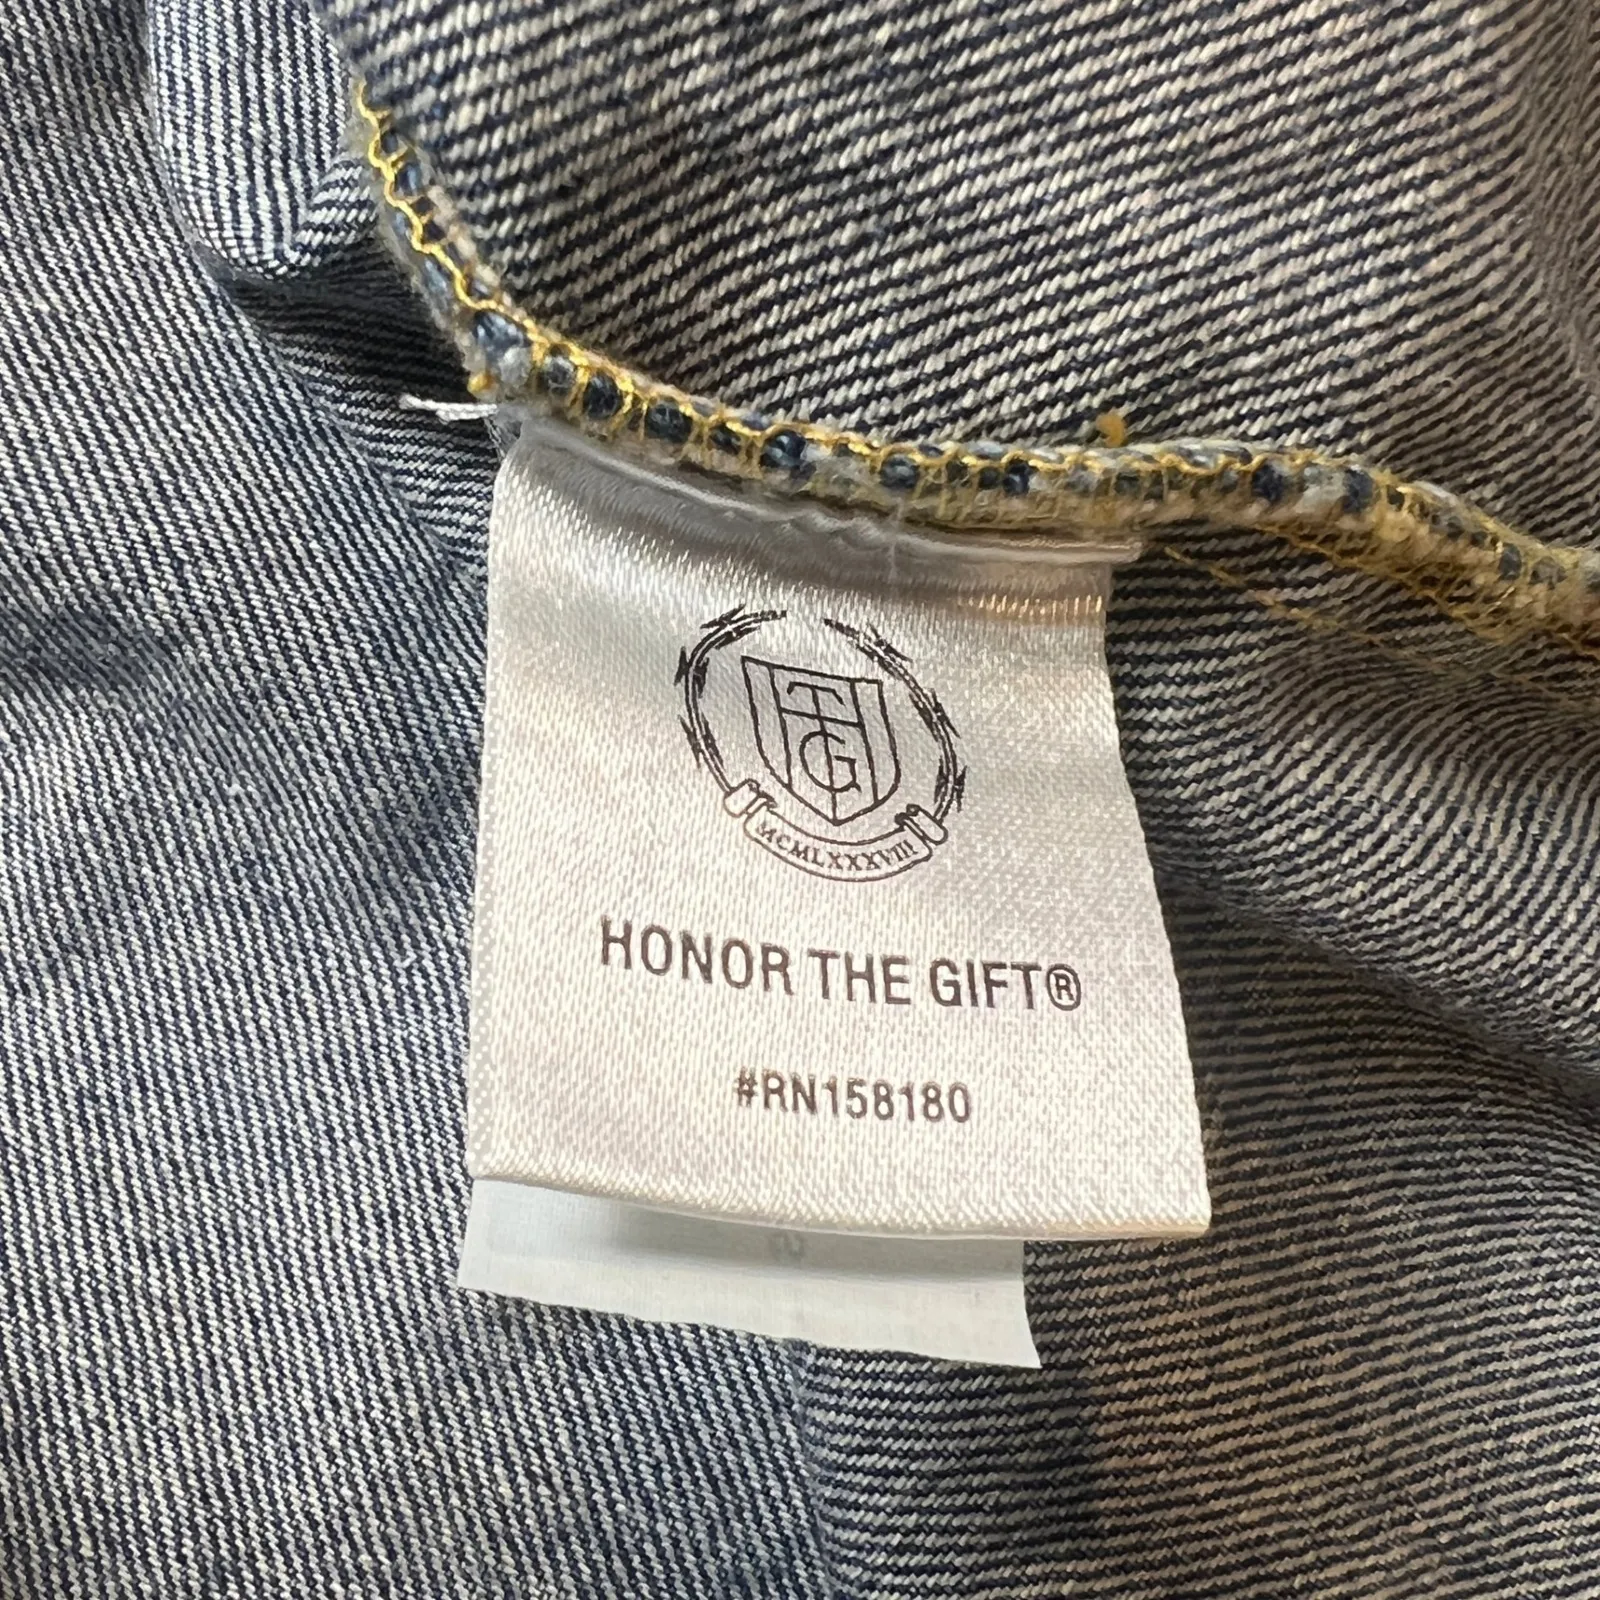 HTG
MCMLXXXVIII
HONOR THE GIFT®
#RN158180